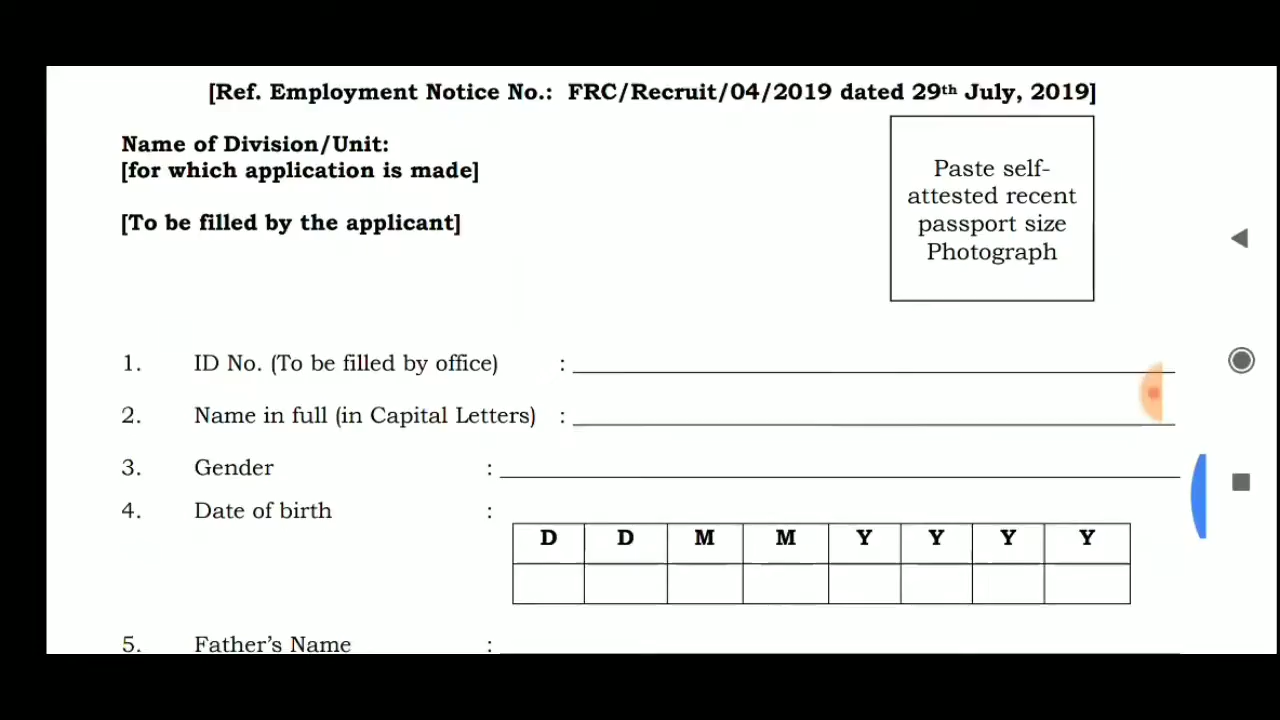 [Ref. Employment Notice No.: FRC/Recruit/04/2019 dated 29th July, 2019]
Name of Division/Unit:
[for which application is made]
[To be filled by the applicant]
Paste self-
attested recent
passport size
Photograph
1. ID No. (To be filled by office) :
2. Name in full (in Capital Letters) :
3. Gender :
4. Date of birth :
D D M M Y Y Y Y
5. Father's Name :